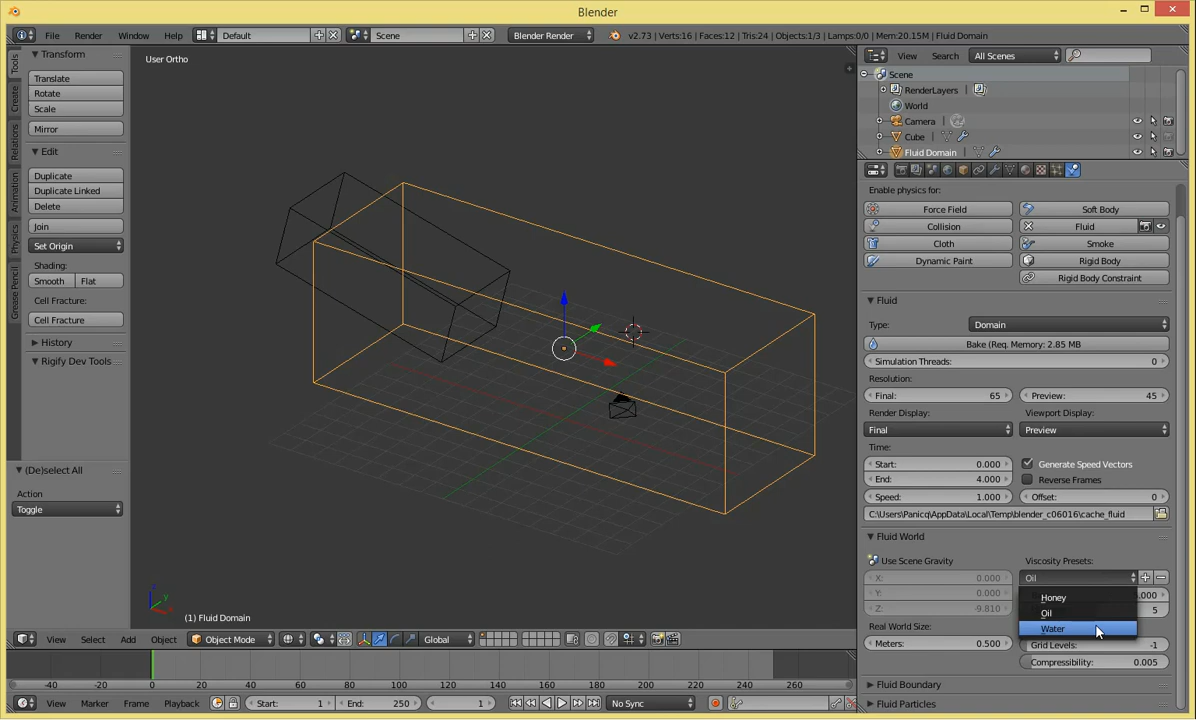 Blender
File Render Window Help Default Scene Blender Render v2.73 | Verts:16 | Faces:12 | Tris:24 | Objects:1/3 | Lamps:0/0 | Mem:20.15M | Fluid Domain
Tools
Create
Relations
Animation
Physics
Grease Pencil
Transform
Translate
Rotate
Scale
Mirror
Edit
Duplicate
Duplicate Linked
Delete
Join
Set Origin
Shading:
Smooth Flat
Cell Fracture:
Cell Fracture
History
Rigify Dev Tools
(De)select All
Action
Toggle
User Ortho
(1) Fluid Domain
View Select Add Object Object Mode Global
-40 -20 0 20 40 60 80 100 120 140 160 180 200 220 240 260
View Marker Frame Playback Start: 1 End: 250 1 No Sync
View Search All Scenes
Scene
RenderLayers
World
Camera
Cube
Fluid Domain
Enable physics for:
Force Field Soft Body
Collision Fluid
Cloth Smoke
Dynamic Paint Rigid Body
Rigid Body Constraint
Fluid
Type: Domain
Bake (Req. Memory: 2.85 MB
Simulation Threads: 0
Resolution:
Final: 65 Preview: 45
Render Display: Viewport Display:
Final Preview
Time:
Start: 0.000 Generate Speed Vectors
End: 4.000 Reverse Frames
Speed: 1.000 Offset: 0
C:\Users\Panicq\AppData\Local\Temp\blender_c06016\cache_fluid
Fluid World
Use Scene Gravity Viscosity Presets:
X: 0.000 Oil
Y: 0.000 Honey
Z: -9.810 Oil 5
Real World Size: Water
Meters: 0.500 Grid Levels: -1
Compressibility: 0.005
Fluid Boundary
Fluid Particles